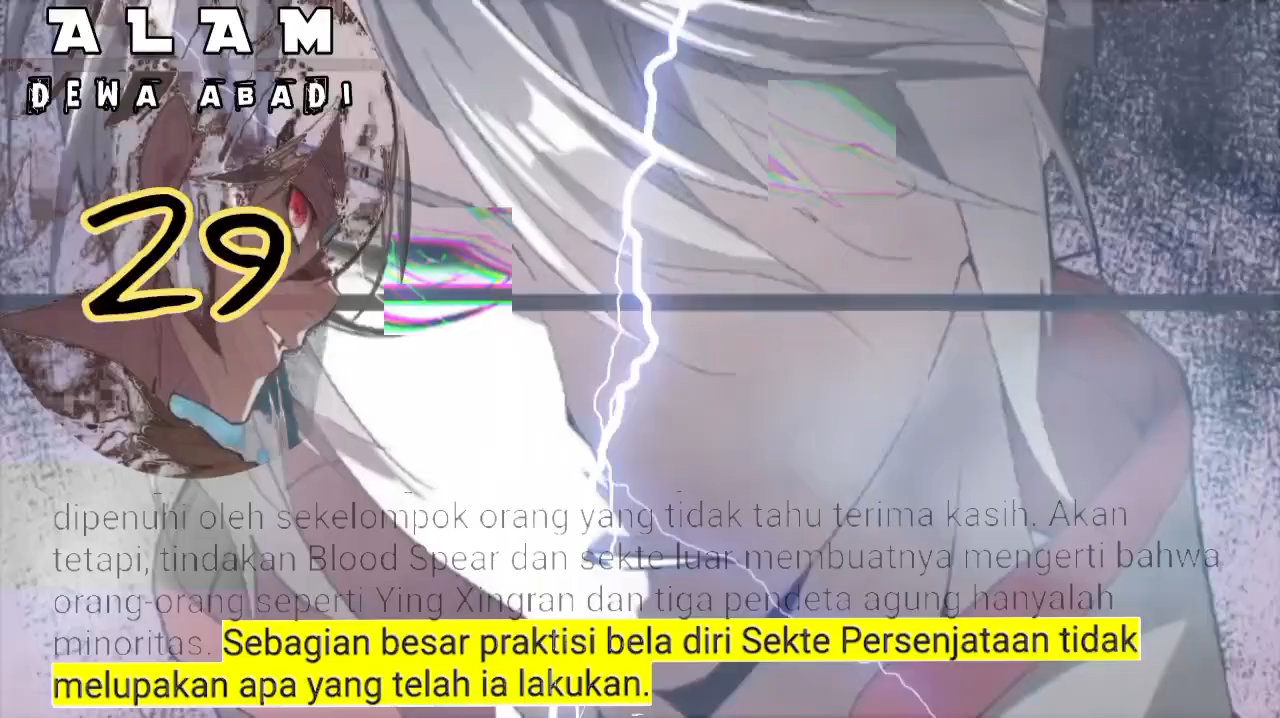 ALAM
DEWA ABADI
29
dipenuhi oleh sekelompok orang yang tidak tahu terima kasih. Akan
tetapi, tindakan Blood Spear dan sekte luar membuatnya mengerti bahwa
orang-orang seperti Ying Xingran dan tiga pendeta agung hanyalah
minoritas. Sebagian besar praktisi bela diri Sekte Persenjataan tidak
melupakan apa yang telah ia lakukan.